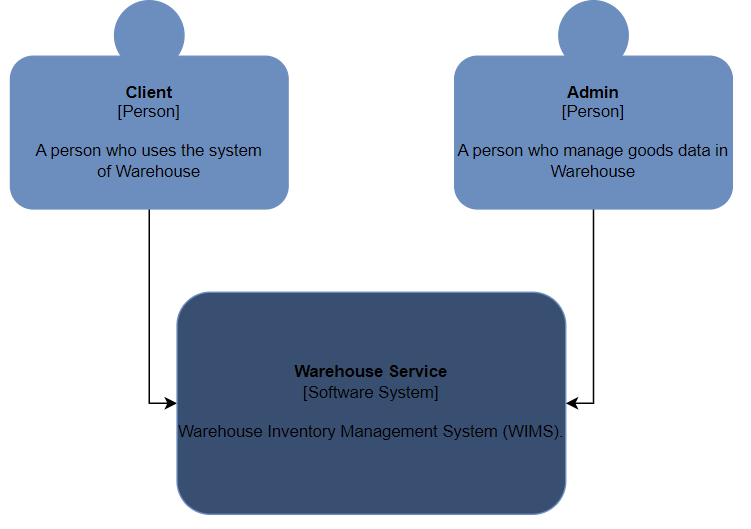 Client
[Person]
A person who uses the system
of Warehouse
Admin
[Person]
A person who manage goods data in
Warehouse
Warehouse Service
[Software System]
Warehouse Inventory Management System (WIMS).